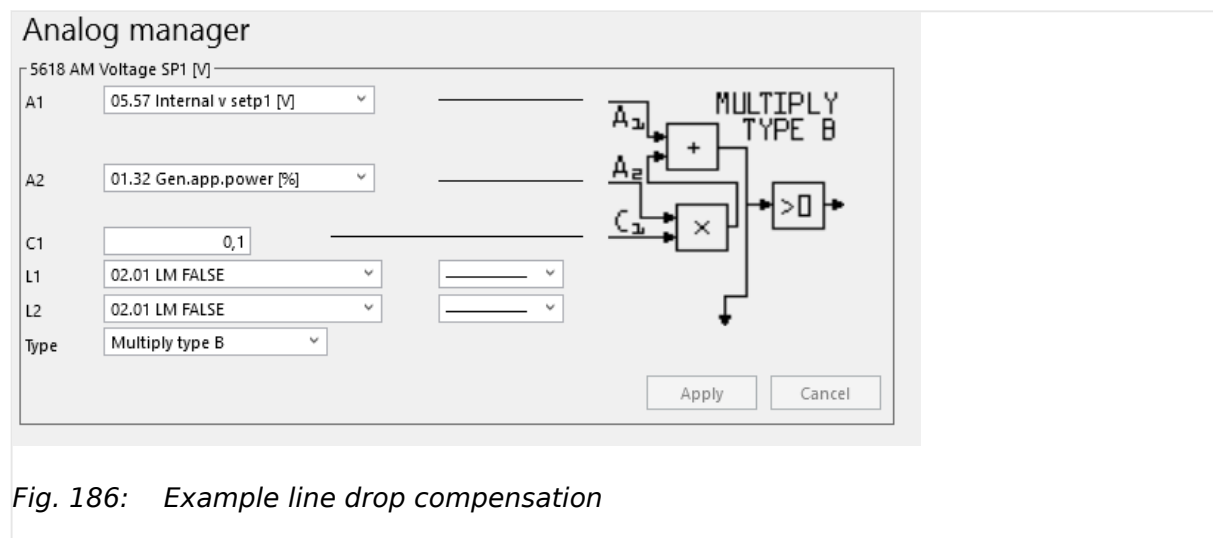 Analog manager
5618 AM Voltage SP1 [V]
A1 05.57 Internal v setp1 [V]
A2 01.32 Gen.app.power [%]
C1 0,1
L1 02.01 LM FALSE
L2 02.01 LM FALSE
Type Multiply type B
A1
A2
C1
+
×
>0
MULTIPLY
TYPE B
Apply Cancel
Fig. 186: Example line drop compensation